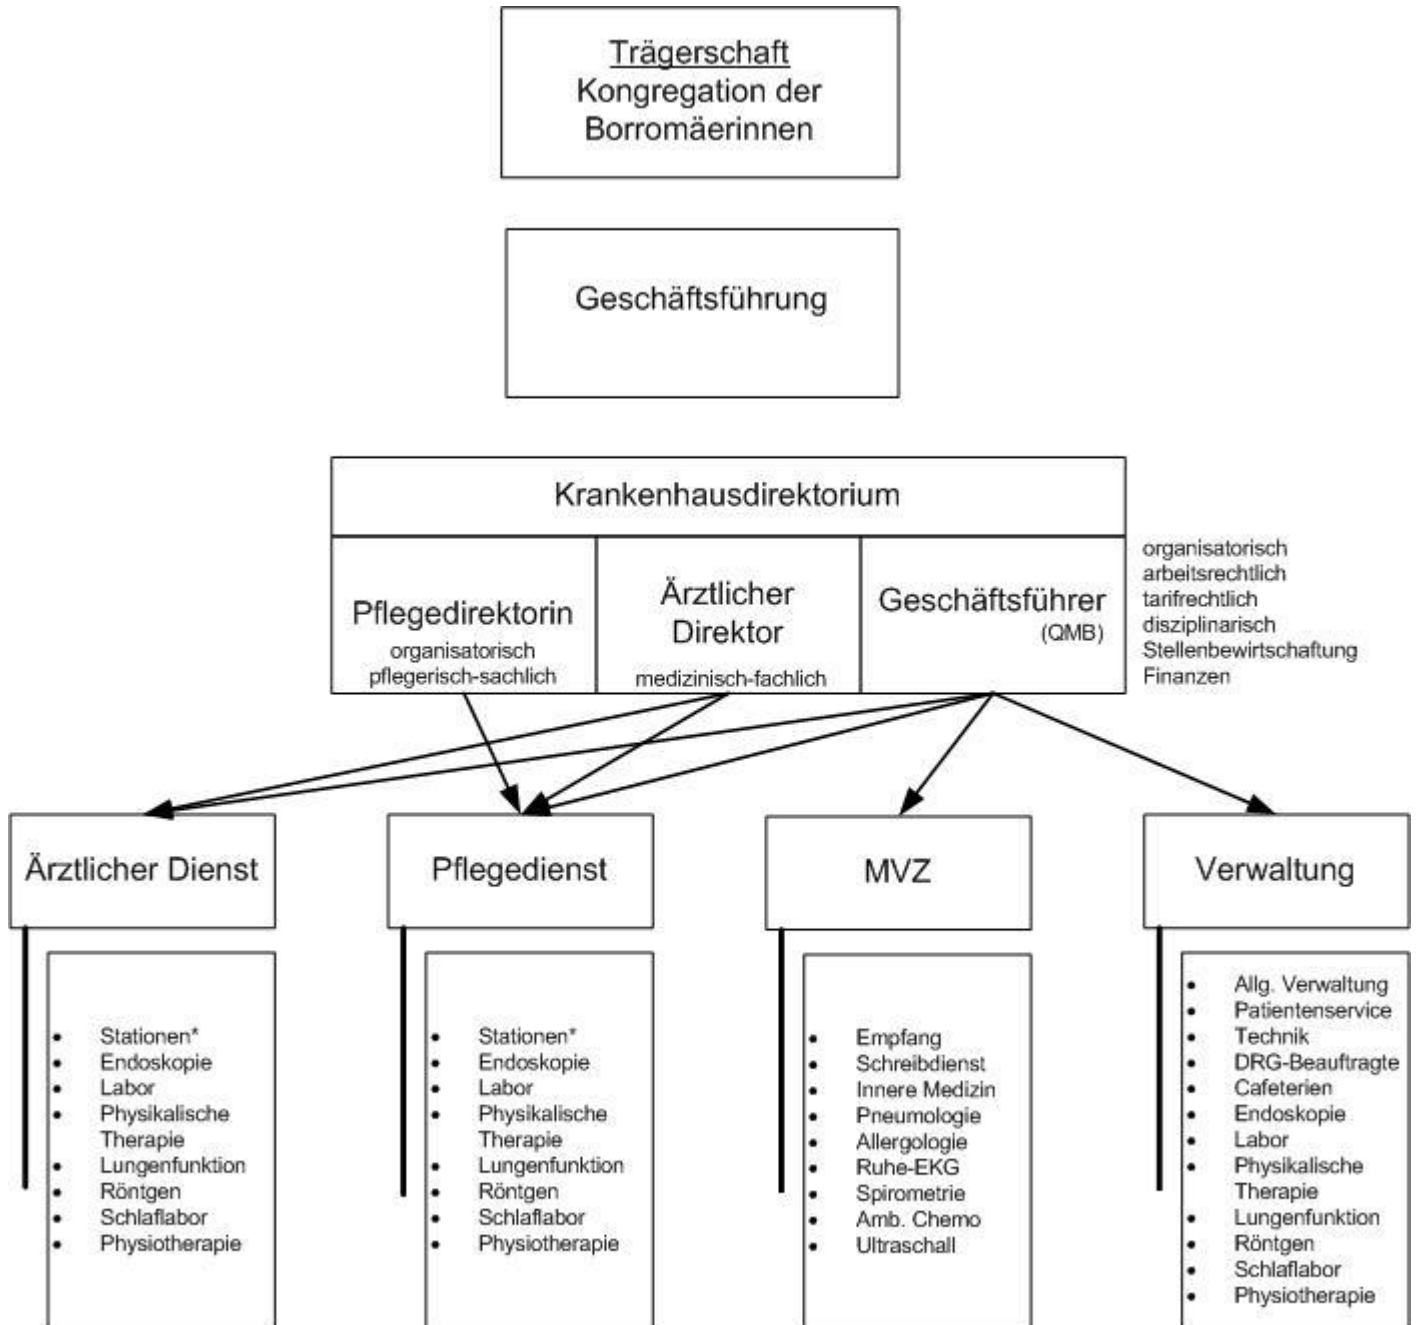 Trägerschaft
Kongregation der
Borromäerinnen
Geschäftsführung
Krankenhausdirektorium
Pflegedirektorin
organisatorisch
pflegerisch-sachlich
Ärztlicher
Direktor
medizinisch-fachlich
Geschäftsführer
(QMB)
organisatorisch
arbeitsrechtlich
tarifrechtlich
disziplinarisch
Stellenbewirtschaftung
Finanzen
Ärztlicher Dienst
• Stationen*
• Endoskopie
• Labor
• Physikalische
Therapie
• Lungenfunktion
• Röntgen
• Schlaflabor
• Physiotherapie
Pflegedienst
• Stationen*
• Endoskopie
• Labor
• Physikalische
Therapie
• Lungenfunktion
• Röntgen
• Schlaflabor
• Physiotherapie
MVZ
• Empfang
• Schreibdienst
• Innere Medizin
• Pneumologie
• Allergologie
• Ruhe-EKG
• Spirometrie
• Amb. Chemo
• Ultraschall
Verwaltung
• Allg. Verwaltung
• Patientenservice
• Technik
• DRG-Beauftragte
• Cafeterien
• Endoskopie
• Labor
• Physikalische
Therapie
• Lungenfunktion
• Röntgen
• Schlaflabor
• Physiotherapie